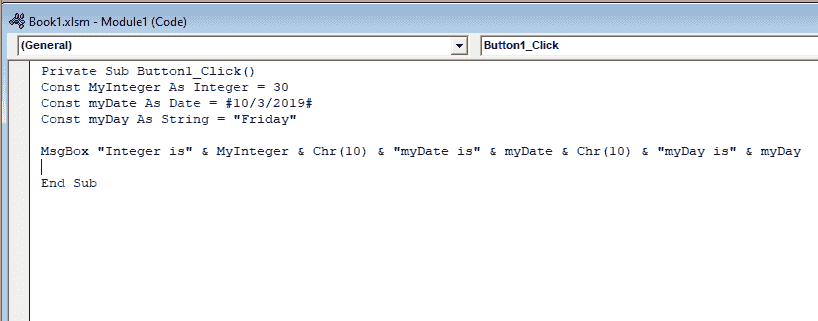 Book1.xlsm - Module1 (Code)
(General) Button1_Click
Private Sub Button1_Click()
Const MyInteger As Integer = 30
Const myDate As Date = #10/3/2019#
Const myDay As String = "Friday"
MsgBox "Integer is" & MyInteger & Chr(10) & "myDate is" & myDate & Chr(10) & "myDay is" & myDay
End Sub